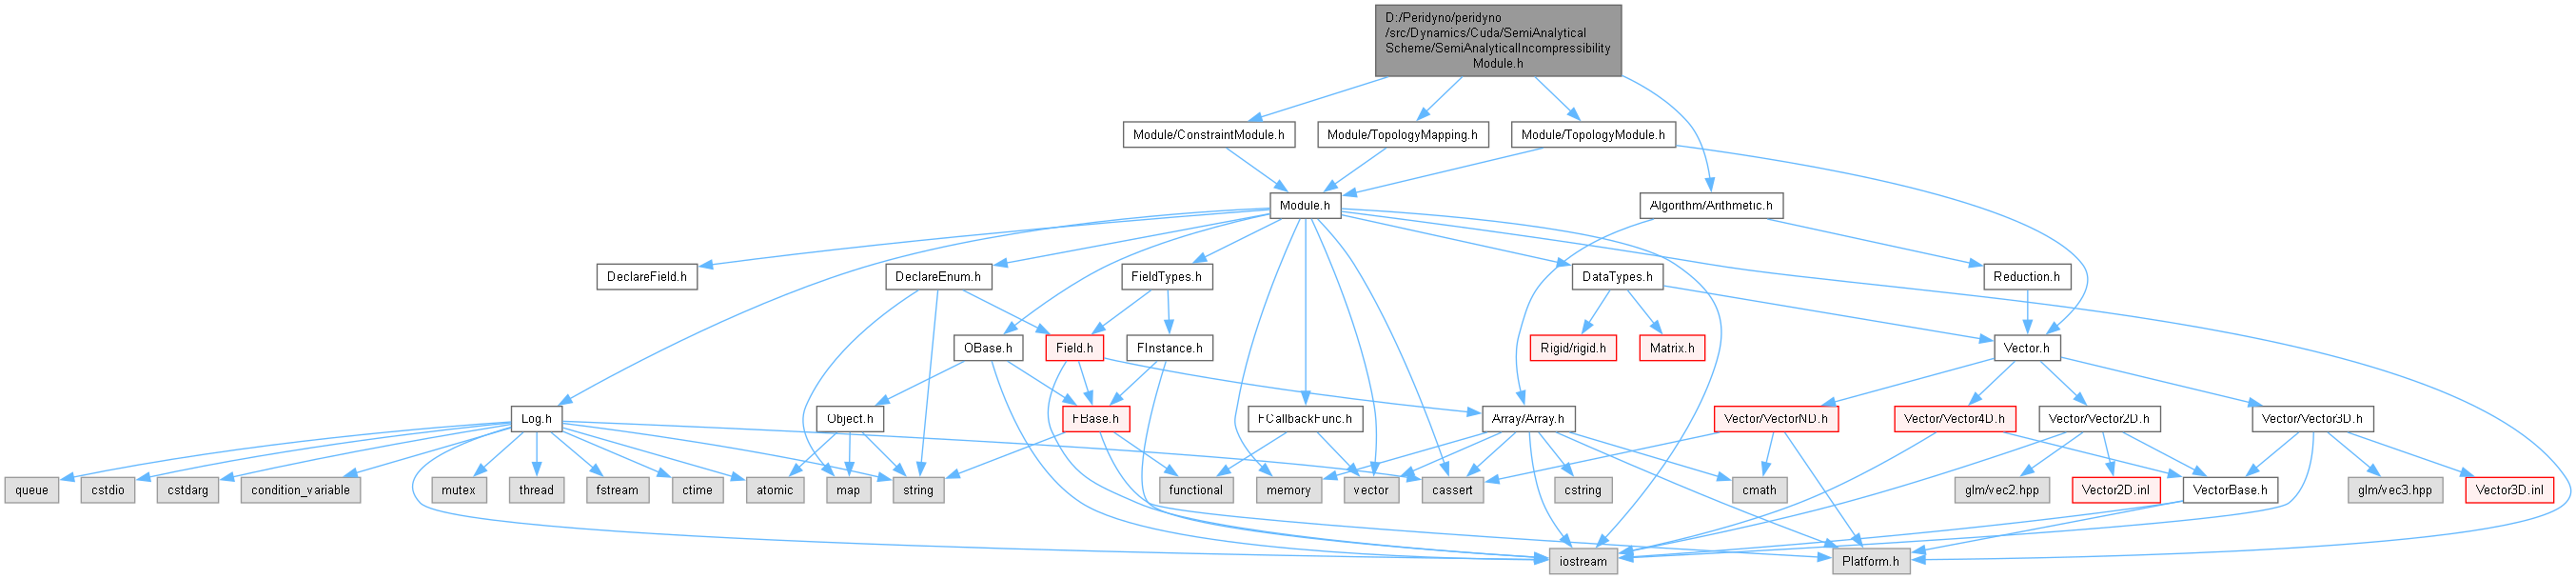 D:/Peridyno/peridyno
/src/Dynamics/Cuda/SemiAnalytical
Scheme/SemiAnalyticalIncompressibility
Module.h
Module/ConstraintModule.h
Module/TopologyMapping.h
Module/TopologyModule.h
Module.h
Algorithm/Arithmetic.h
DeclareField.h
DeclareEnum.h
FieldTypes.h
DataTypes.h
Reduction.h
OBase.h
Field.h
FInstance.h
Rigid/rigid.h
Matrix.h
Vector.h
Log.h
Object.h
FBase.h
FCallbackFunc.h
Array/Array.h
Vector/VectorND.h
Vector/Vector4D.h
Vector/Vector2D.h
Vector/Vector3D.h
queue
cstdio
cstdarg
condition_variable
mutex
thread
fstream
ctime
atomic
map
string
functional
memory
vector
cassert
cstring
cmath
glm/vec2.hpp
Vector2D.inl
VectorBase.h
glm/vec3.hpp
Vector3D.inl
iostream
Platform.h